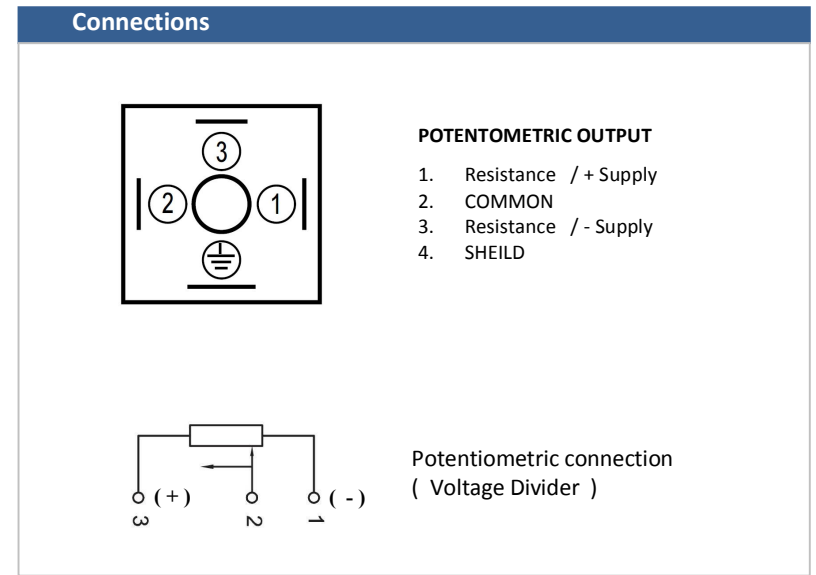 Connections
3
2
1
POTENTOMETRIC OUTPUT
1. Resistance / + Supply
2. COMMON
3. Resistance / - Supply
4. SHEILD
(+)
(-)
3
2
1
Potentiometric connection
( Voltage Divider )